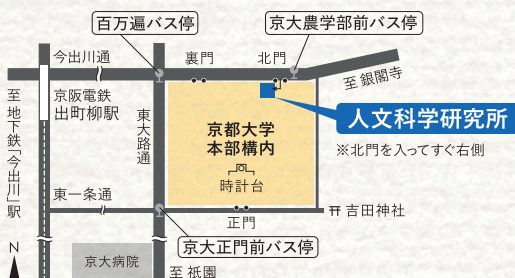 百万遍バス停
京大農学部前バス停
今出川通
裏門
北門
至 銀閣寺
京阪電鉄
出町柳駅
至 地下鉄「今出川」駅
東大路通
京都大学
本部構内
時計台
人文科学研究所
※北門を入ってすぐ右側
東一条通
正門
吉田神社
京大正門前バス停
N
京大病院
至 祇園